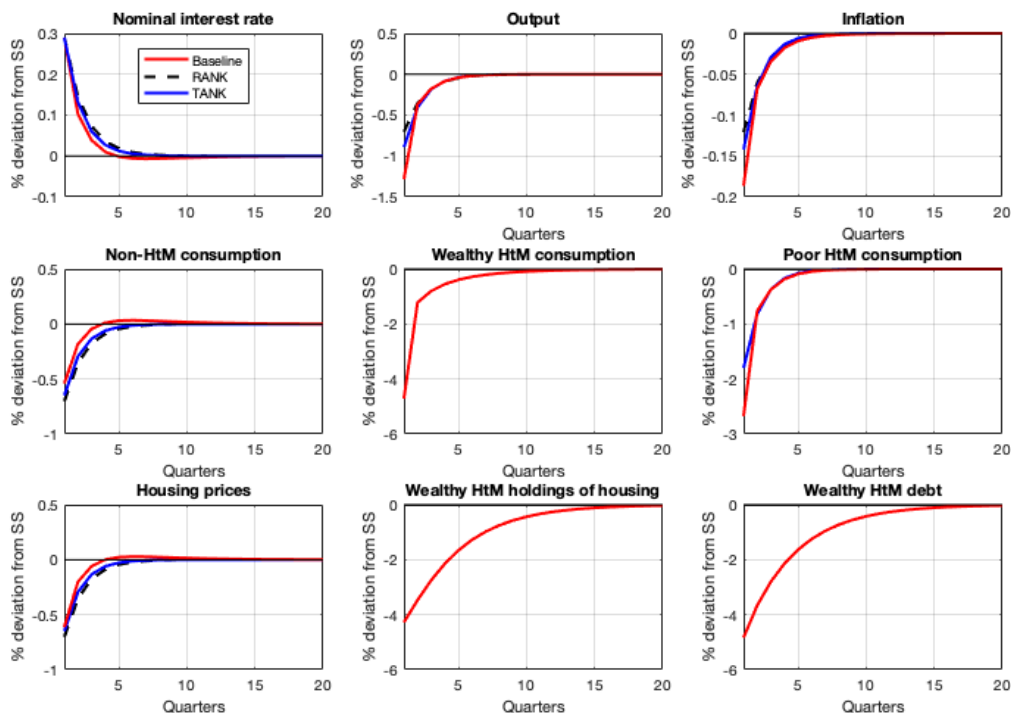 Nominal interest rate
% deviation from SS
0.3
0.2
0.1
0
-0.1
5
10
15
20
Baseline
RANK
TANK
Output
% deviation from SS
0.5
0
-0.5
-1
-1.5
5
10
15
20
Quarters
Inflation
% deviation from SS
0
-0.05
-0.1
-0.15
-0.2
5
10
15
20
Quarters
Non-HtM consumption
% deviation from SS
0.5
0
-0.5
-1
5
10
15
20
Quarters
Wealthy HtM consumption
% deviation from SS
0
-2
-4
-6
5
10
15
20
Poor HtM consumption
% deviation from SS
0
-1
-2
-3
5
10
15
20
Quarters
Housing prices
% deviation from SS
0.5
0
-0.5
-1
5
10
15
20
Quarters
Wealthy HtM holdings of housing
% deviation from SS
0
-2
-4
-6
5
10
15
20
Quarters
Wealthy HtM debt
% deviation from SS
0
-2
-4
-6
5
10
15
20
Quarters